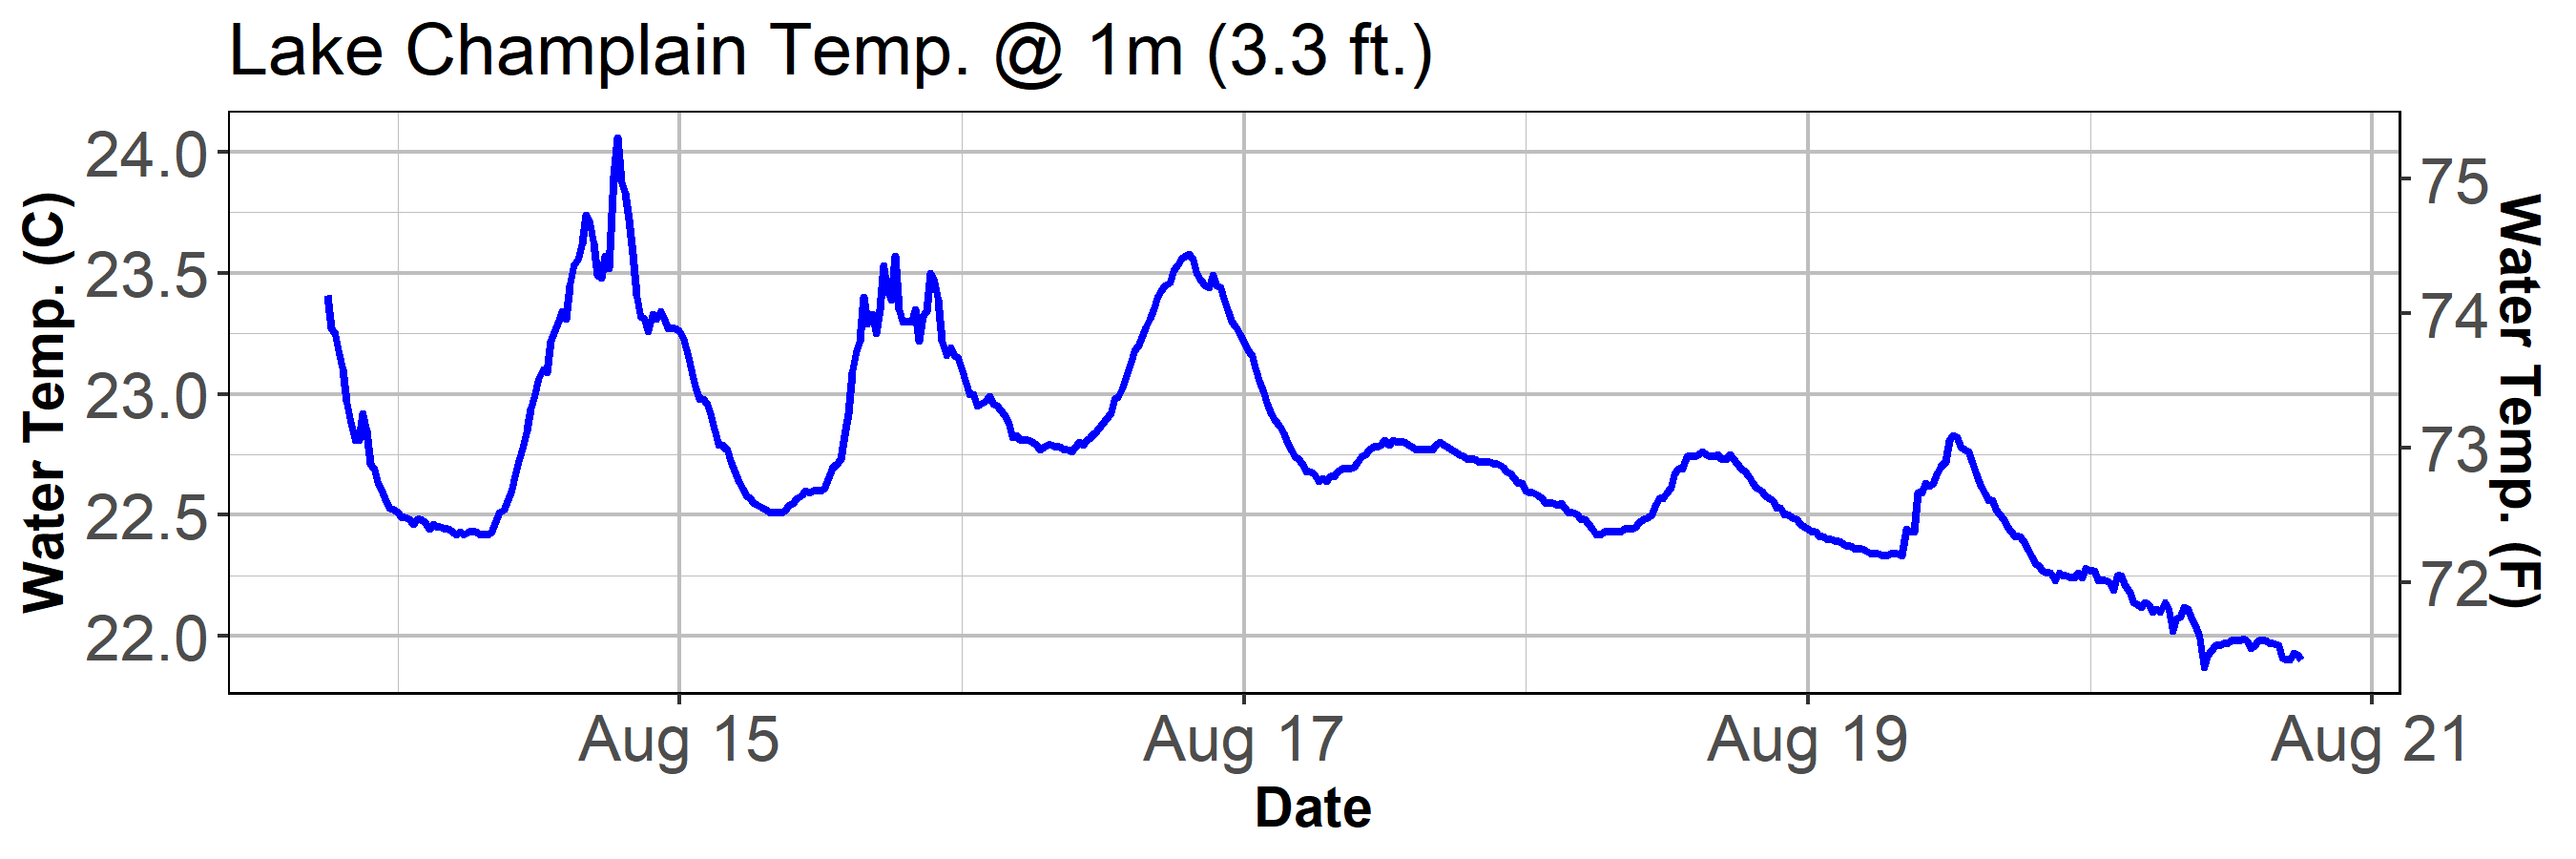 Lake Champlain Temp. @ 1m (3.3 ft.)
Water Temp. (C)
24.0
23.5
23.0
22.5
22.0
75
74
73
72
Water Temp. (F)
Aug 15 Aug 17 Aug 19 Aug 21
Date